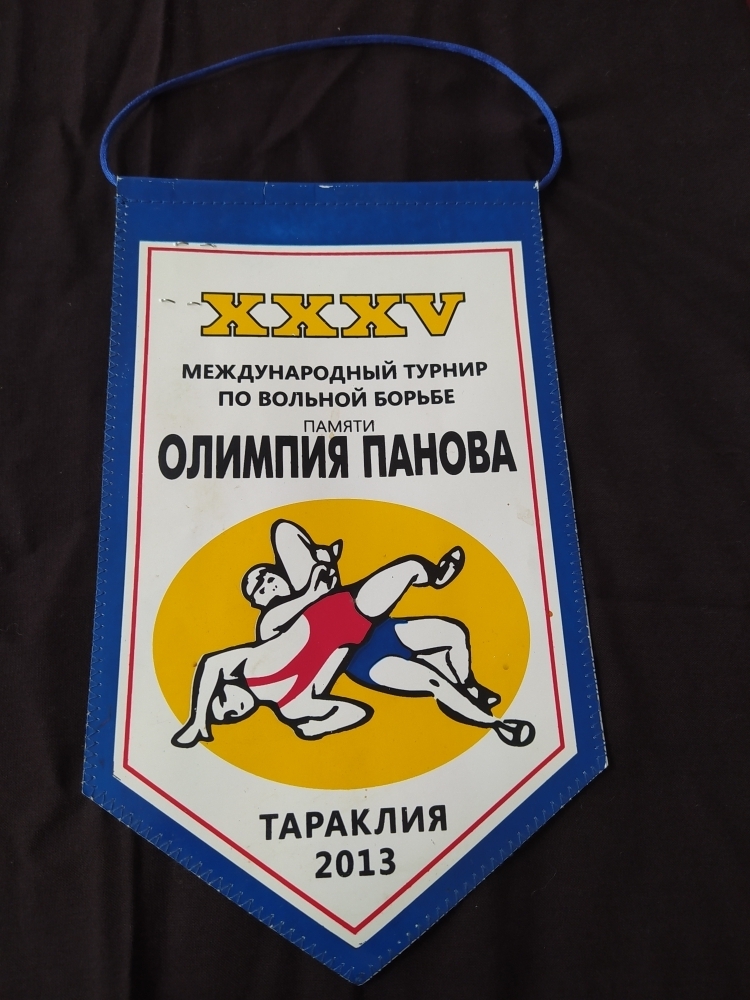 XXXV
МЕЖДУНАРОДНЫЙ ТУРНИР
ПО ВОЛЬНОЙ БОРЬБЕ
ПАМЯТИ
ОЛИМПИЯ ПАНОВА
ТАРАКЛИЯ
2013